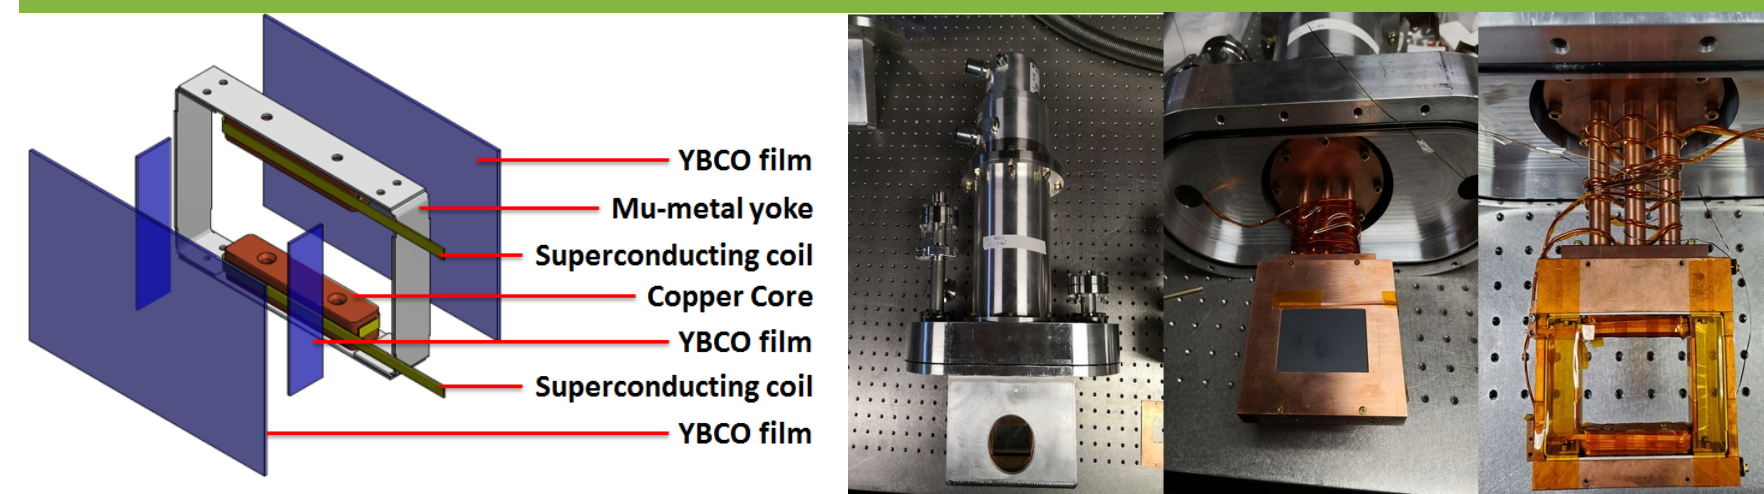 YBCO film
Mu-metal yoke
Superconducting coil
Copper Core
YBCO film
Superconducting coil
YBCO film